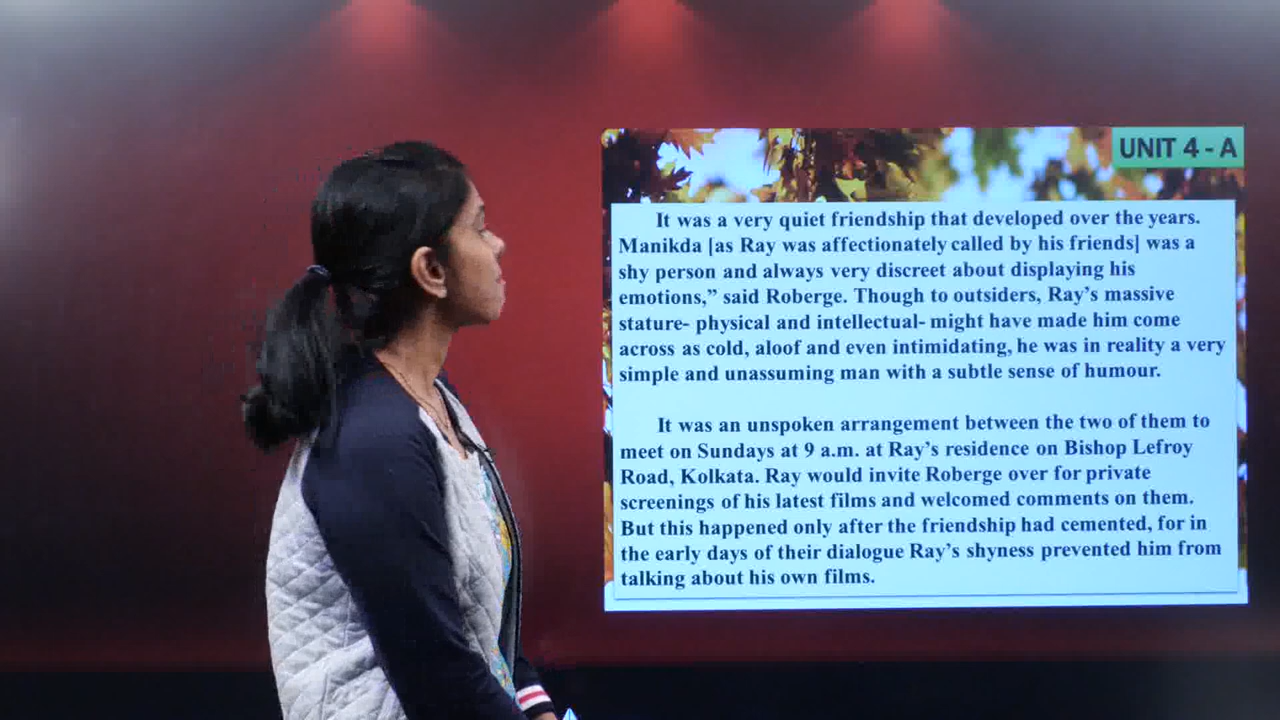 UNIT 4 - A
It was a very quiet friendship that developed over the years.
Manikda [as Ray was affectionately called by his friends] was a
shy person and always very discreet about displaying his
emotions,” said Roberge. Though to outsiders, Ray’s massive
stature- physical and intellectual- might have made him come
across as cold, aloof and even intimidating, he was in reality a very
simple and unassuming man with a subtle sense of humour.
It was an unspoken arrangement between the two of them to
meet on Sundays at 9 a.m. at Ray’s residence on Bishop Lefroy
Road, Kolkata. Ray would invite Roberge over for private
screenings of his latest films and welcomed comments on them.
But this happened only after the friendship had cemented, for in
the early days of their dialogue Ray’s shyness prevented him from
talking about his own films.